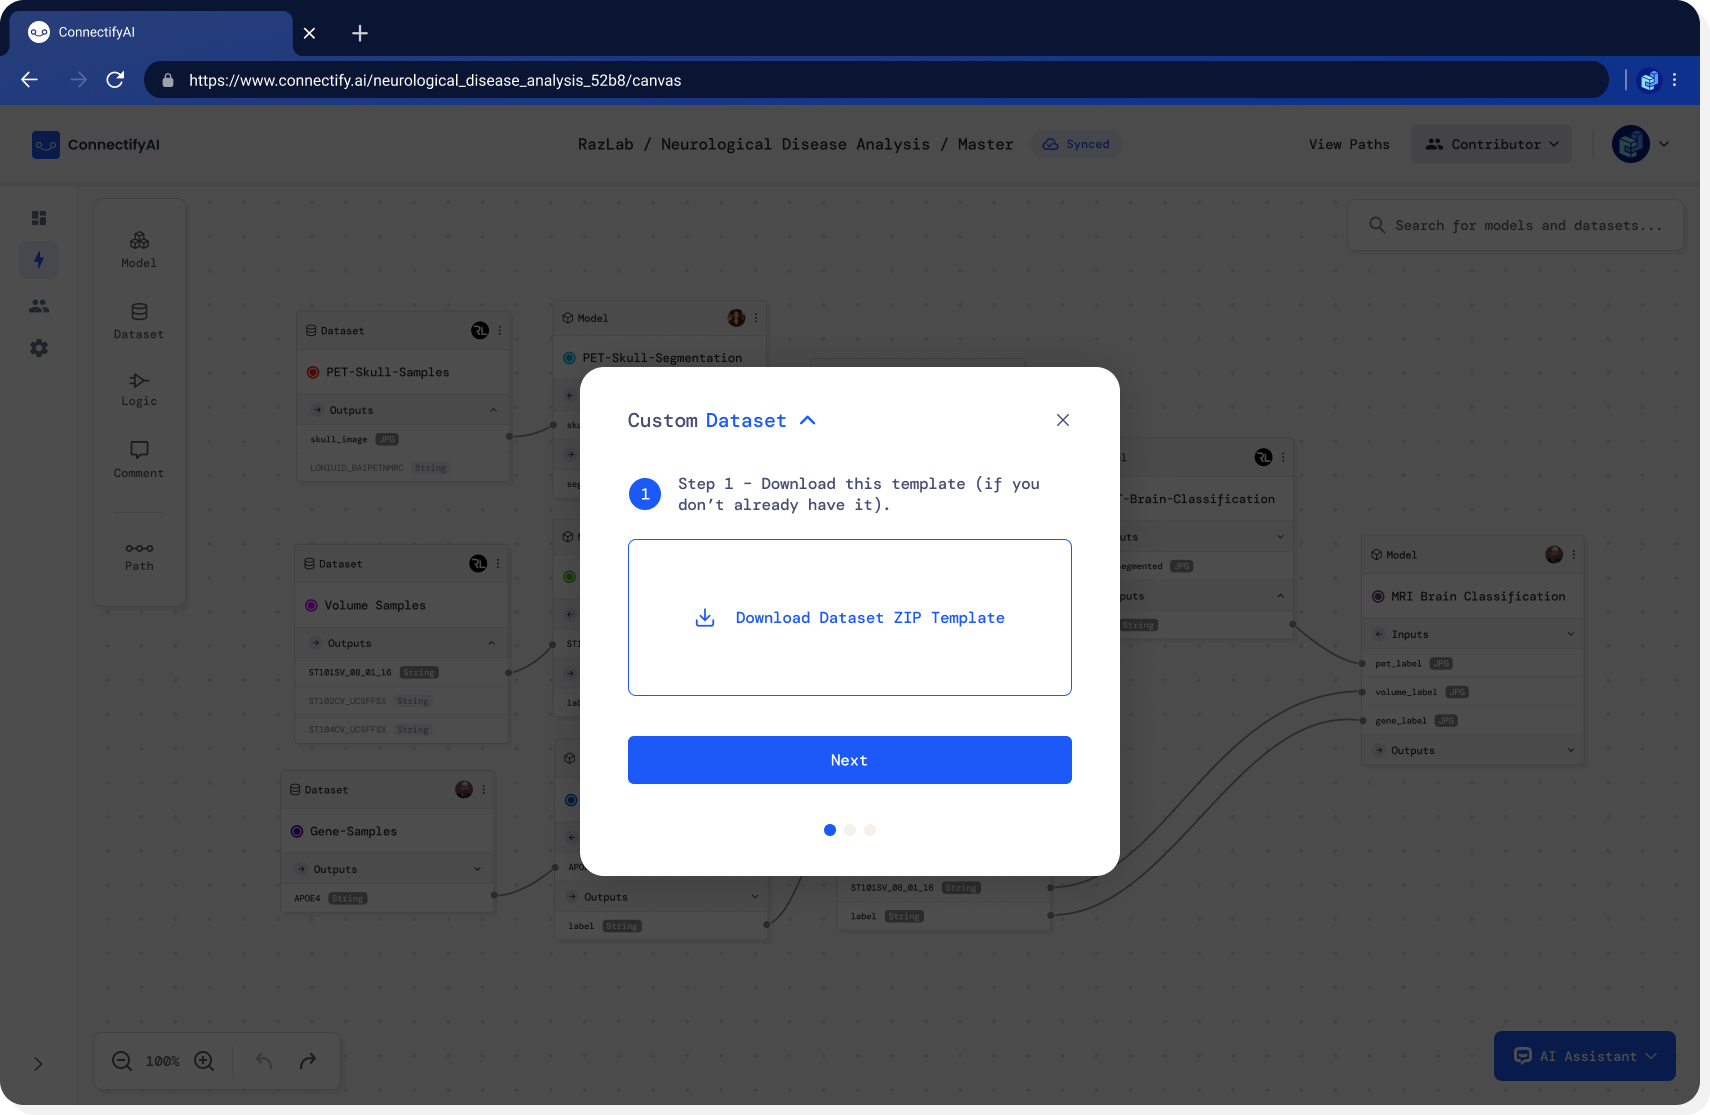 ConnectifyAI
https://www.connectify.ai/neurological_disease_analysis_52b8/canvas
ConnectifyAI
RazLab / Neurological Disease Analysis / Master
Synced
View Paths
Contributor
Search for models and datasets...
Model
Dataset
Logic
Comment
Path
Dataset
RL
PET-Skull-Samples
Outputs
skull_image JPG
LONIUID_BAIPETNMRC String
Model
PET-Skull-Segmentation
Dataset
RL
Volume Samples
Outputs
ST101SV_08_01_16 String
ST102CV_UCSFFSX String
ST104CV_UCSFFSX String
Dataset
Gene-Samples
Outputs
APOE4 String
Custom Dataset
1
Step 1 – Download this template (if you
don’t already have it).
Download Dataset ZIP Template
Next
Outputs
label String
ST101SV_08_01_16 String
label String
RL
T-Brain-Classification
uts
egmented JPG
puts
String
Model
MRI Brain Classification
Inputs
pet_label JPG
volume_label JPG
gene_label JPG
Outputs
100%
AI Assistant